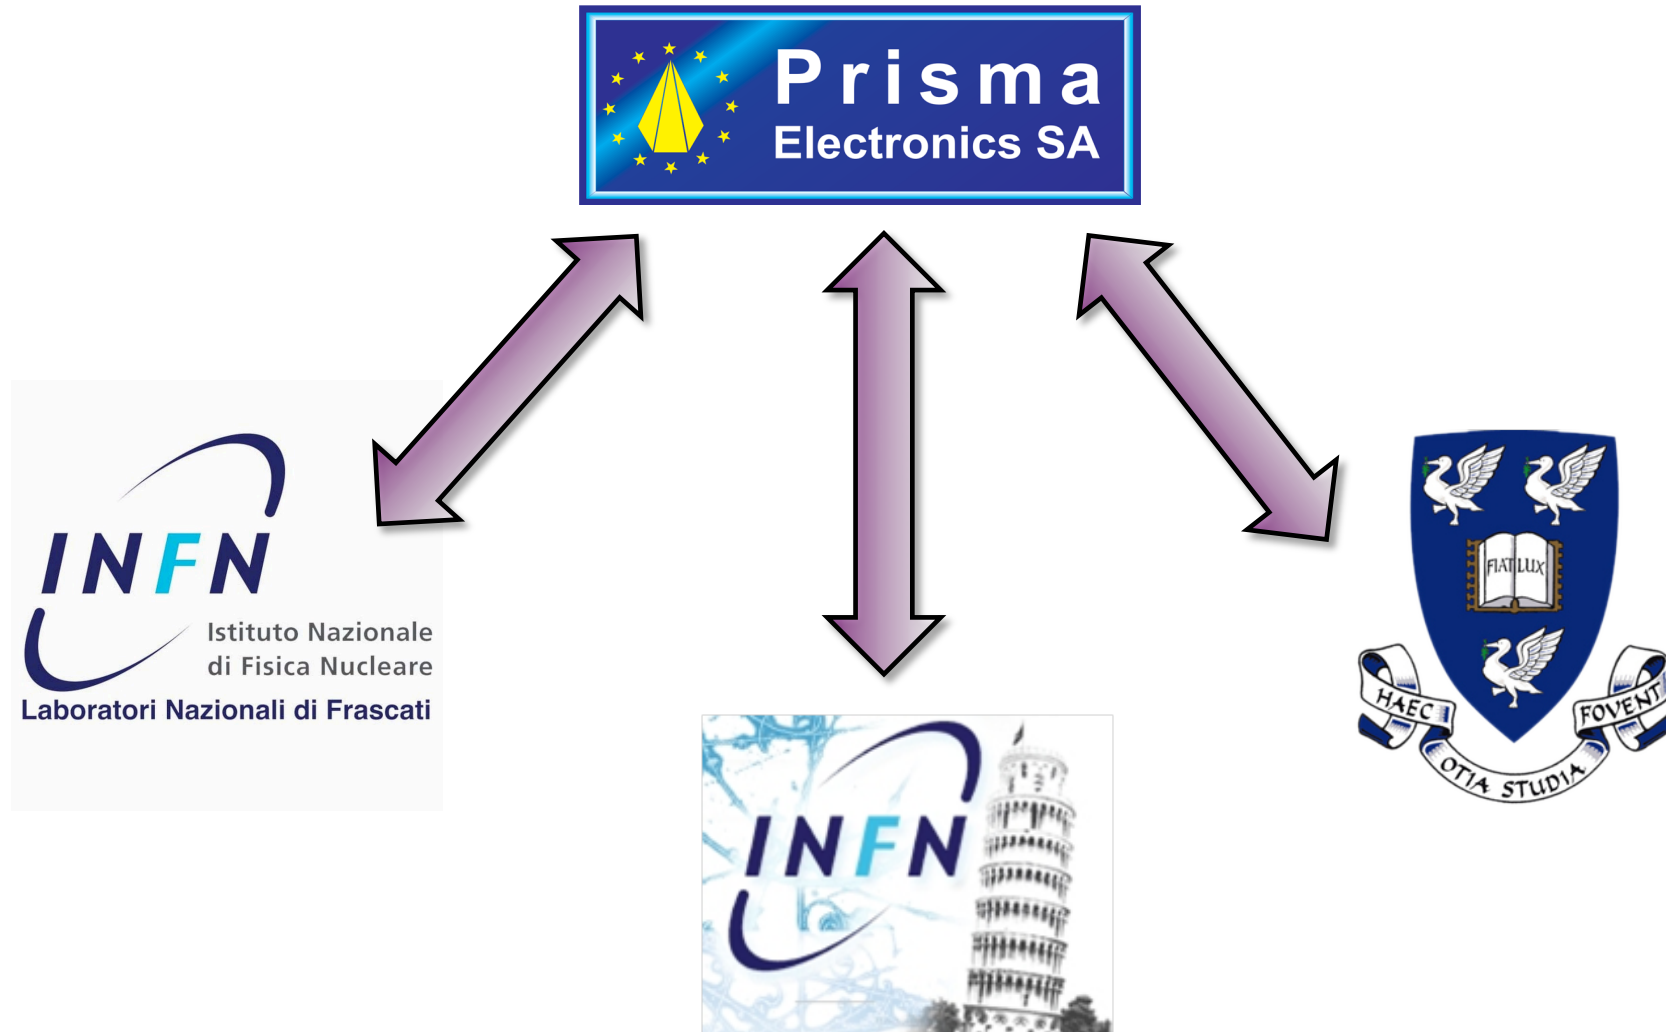 Prisma
Electronics SA
INFN
Istituto Nazionale
di Fisica Nucleare
Laboratori Nazionali di Frascati
FIAT LUX
HAEC
OTIA STUDIA
FOVENT
INFN